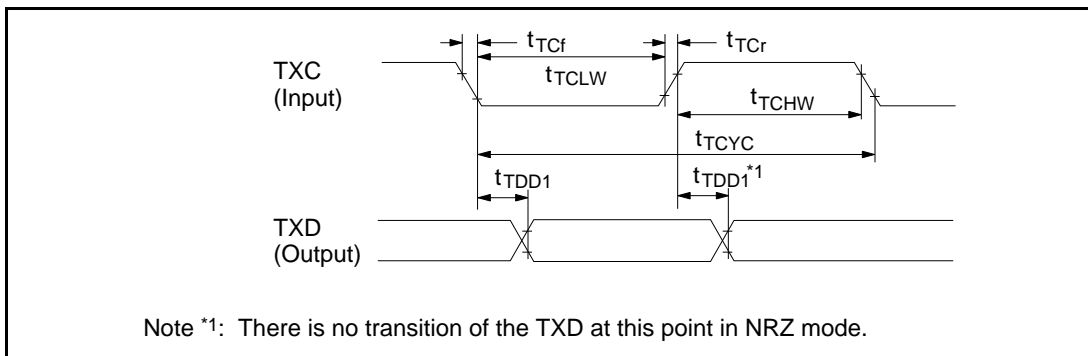 tTCf
tTCr
TXC
(Input)
tTCLW
tTCHW
tTCYC
tTDD1
tTDD1*1
TXD
(Output)
Note *1: There is no transition of the TXD at this point in NRZ mode.